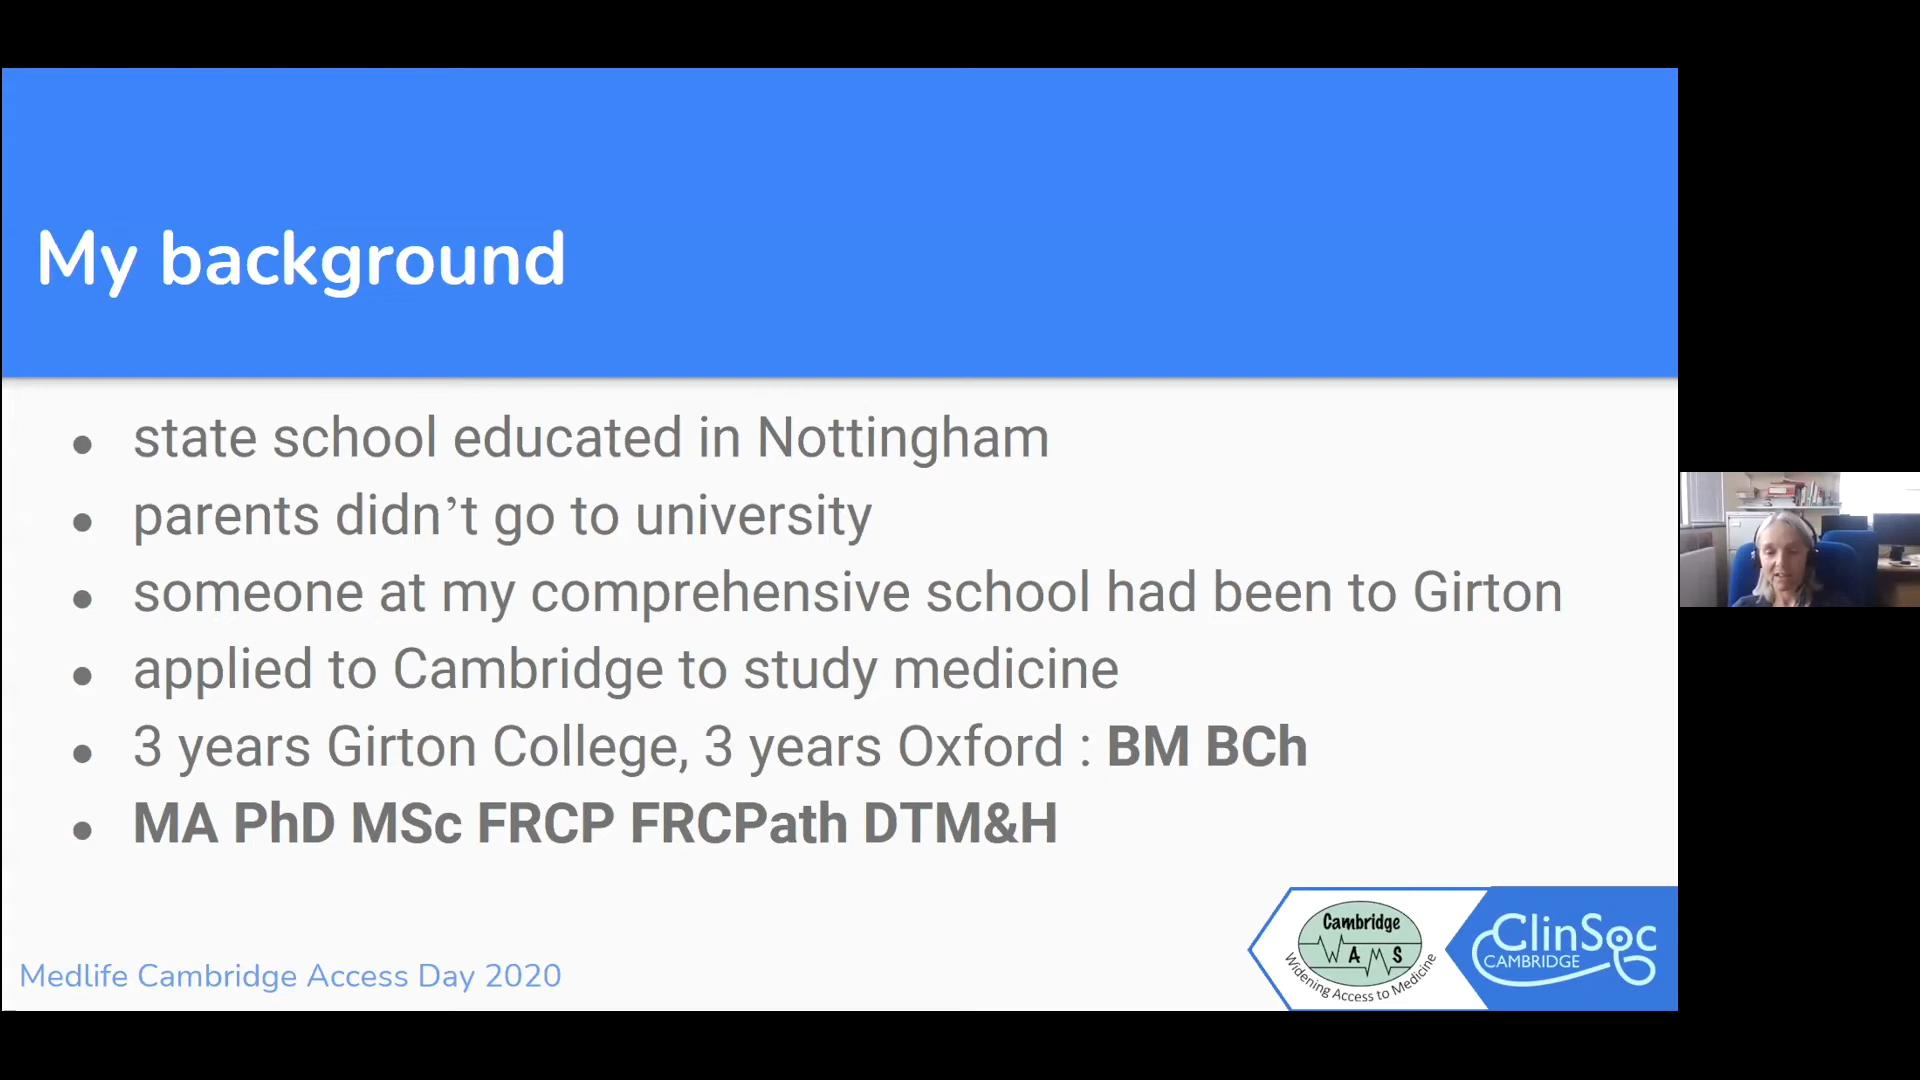 My background
● state school educated in Nottingham
● parents didn’t go to university
● someone at my comprehensive school had been to Girton
● applied to Cambridge to study medicine
● 3 years Girton College, 3 years Oxford : BM BCh
● MA PhD MSc FRCP FRCPath DTM&H
Medlife Cambridge Access Day 2020
Cambridge
WAMS
Widening Access to Medicine
ClinSoc
CAMBRIDGE